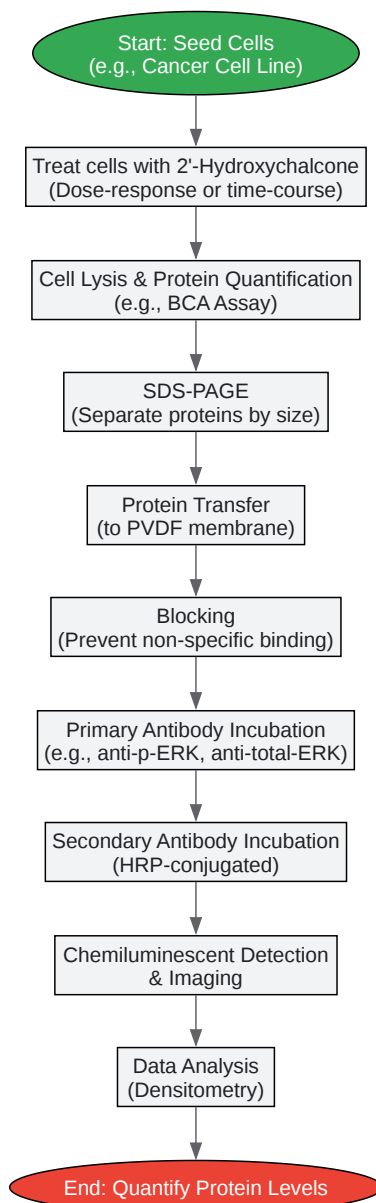 Start: Seed Cells
(e.g., Cancer Cell Line)
Treat cells with 2'-Hydroxychalcone
(Dose-response or time-course)
Cell Lysis & Protein Quantification
(e.g., BCA Assay)
SDS-PAGE
(Separate proteins by size)
Protein Transfer
(to PVDF membrane)
Blocking
(Prevent non-specific binding)
Primary Antibody Incubation
(e.g., anti-p-ERK, anti-total-ERK)
Secondary Antibody Incubation
(HRP-conjugated)
Chemiluminescent Detection
& Imaging
Data Analysis
(Densitometry)
End: Quantify Protein Levels